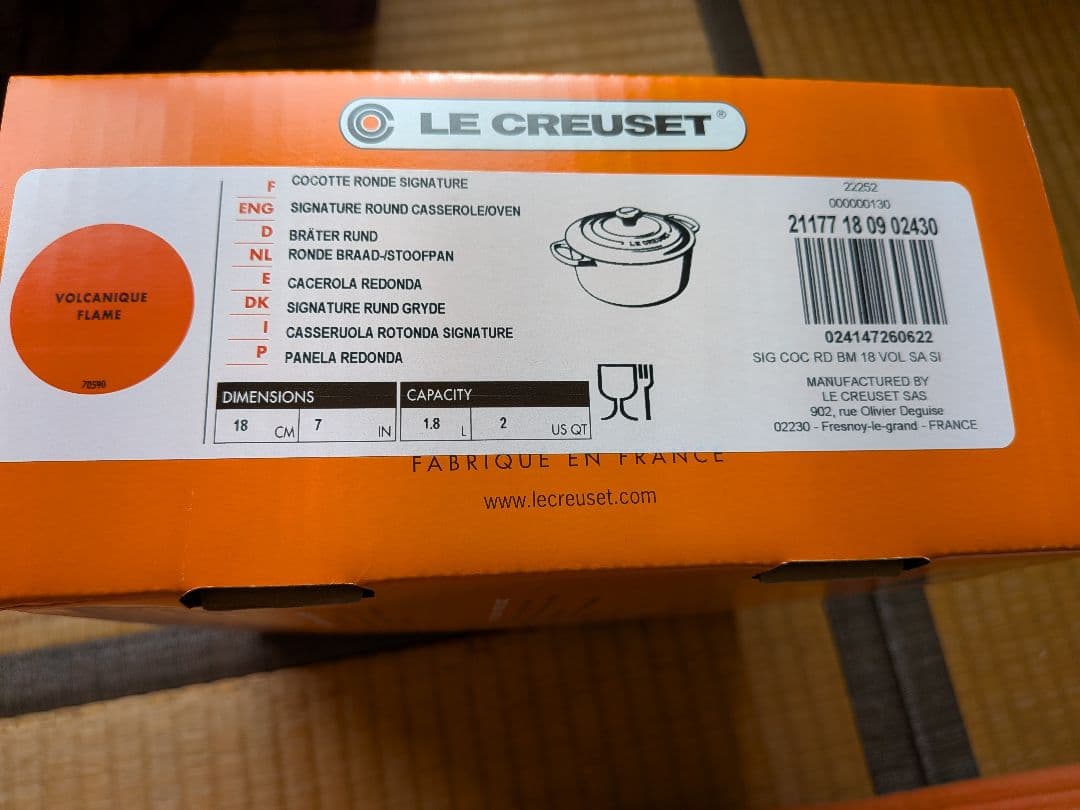 LE CREUSET®
VOLCANIQUE
FLAME
70590
F COCOTTE RONDE SIGNATURE
ENG SIGNATURE ROUND CASSEROLE/OVEN
D BRÄTER RUND
NL RONDE BRAAD-/STOOFPAN
E CACEROLA REDONDA
DK SIGNATURE RUND GRYDE
I CASSERUOLA ROTONDA SIGNATURE
P PANELA REDONDA
DIMENSIONS
18 CM 7 IN
CAPACITY
1.8 L 2 US QT
LE CREUSET
22252
000000130
21177 18 09 02430
024147260622
SIG COC RD BM 18 VOL SA SI
MANUFACTURED BY
LE CREUSET SAS
902, rue Olivier Deguise
02230 - Fresnoy-le-grand - FRANCE
FABRIQUE EN FRANCE
www.lecreuset.com